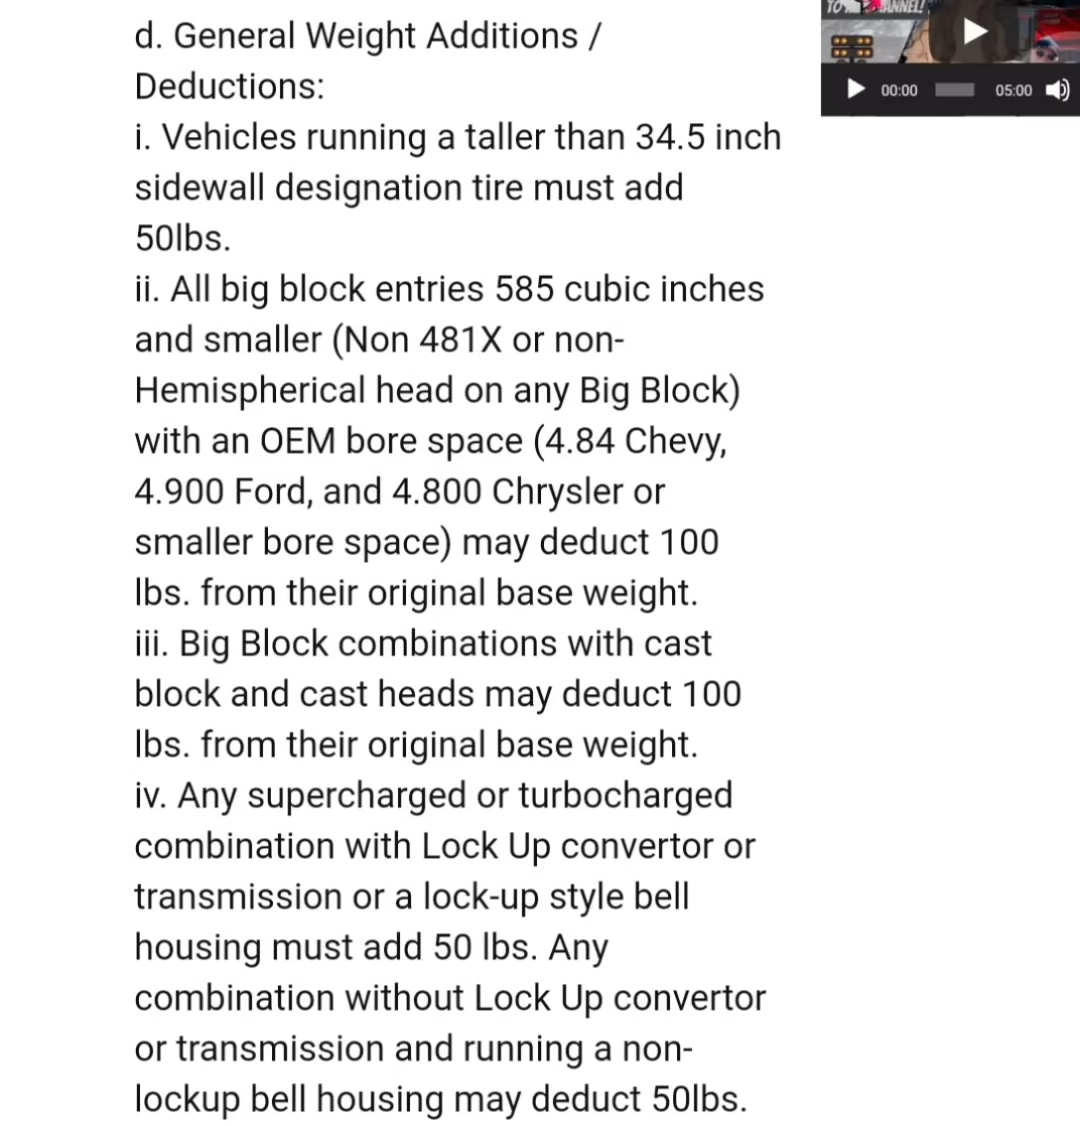 d. General Weight Additions /
Deductions:
i. Vehicles running a taller than 34.5 inch
sidewall designation tire must add
50lbs.
ii. All big block entries 585 cubic inches
and smaller (Non 481X or non-
Hemispherical head on any Big Block)
with an OEM bore space (4.84 Chevy,
4.900 Ford, and 4.800 Chrysler or
smaller bore space) may deduct 100
lbs. from their original base weight.
iii. Big Block combinations with cast
block and cast heads may deduct 100
lbs. from their original base weight.
iv. Any supercharged or turbocharged
combination with Lock Up convertor or
transmission or a lock-up style bell
housing must add 50 lbs. Any
combination without Lock Up convertor
or transmission and running a non-
lockup bell housing may deduct 50lbs.
00:00 05:00